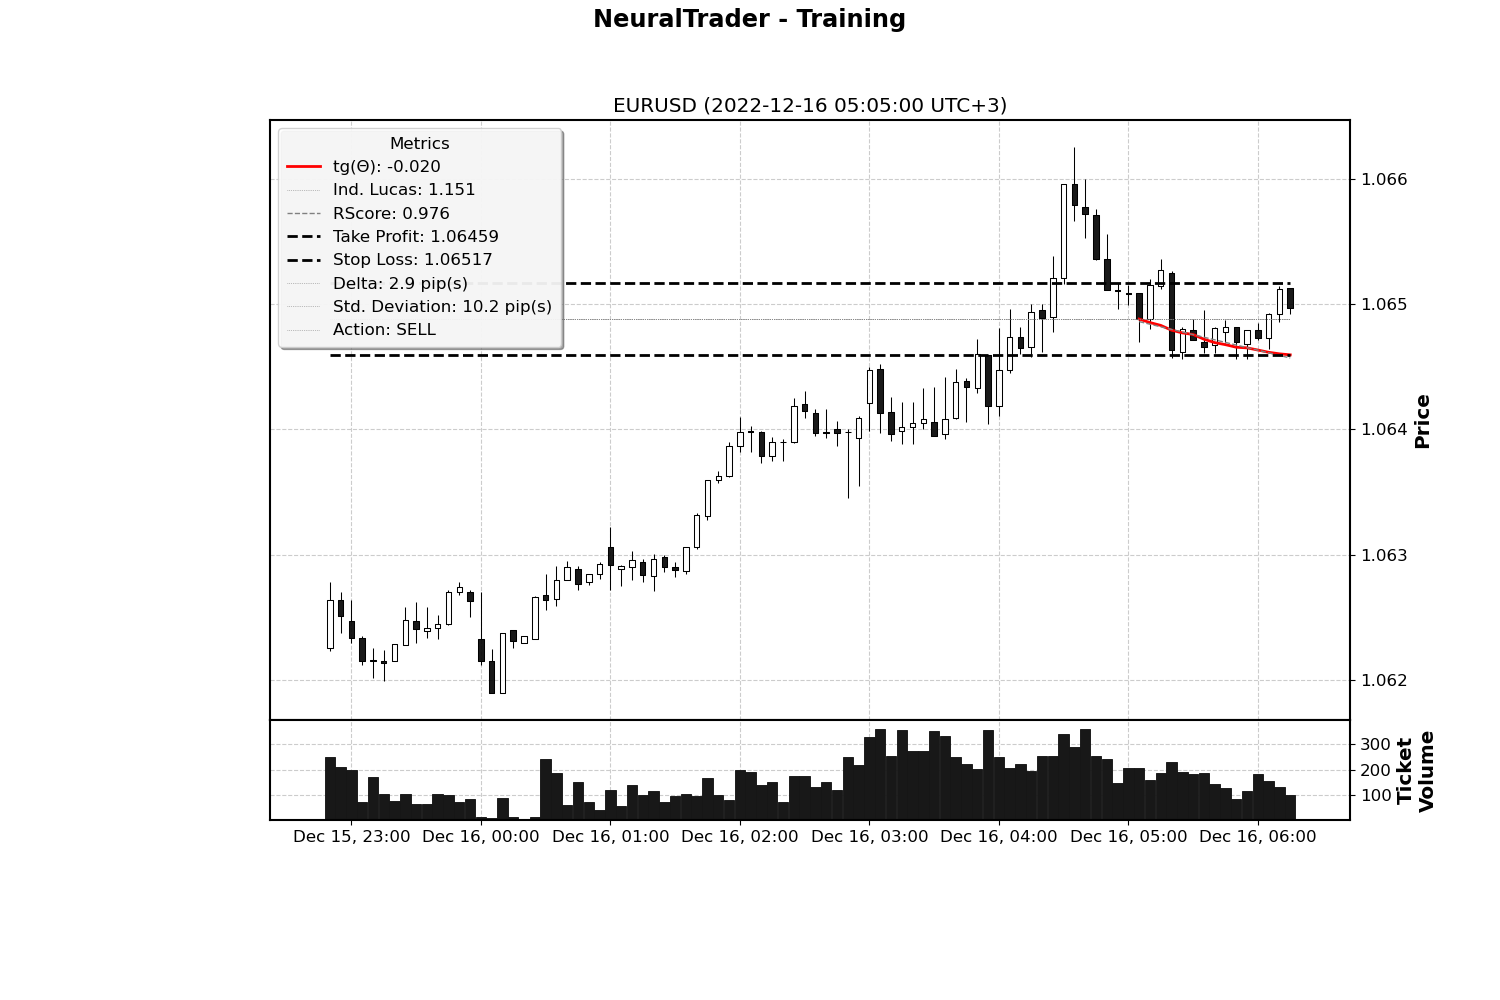 NeuralTrader - Training
EURUSD (2022-12-16 05:05:00 UTC+3)
Metrics
tg(Θ): -0.020
Ind. Lucas: 1.151
RScore: 0.976
Take Profit: 1.06459
Stop Loss: 1.06517
Delta: 2.9 pip(s)
Std. Deviation: 10.2 pip(s)
Action: SELL
1.066
1.065
1.064
1.063
1.062
Price
300
200
100
Ticket
Volume
Dec 15, 23:00 Dec 16, 00:00 Dec 16, 01:00 Dec 16, 02:00 Dec 16, 03:00 Dec 16, 04:00 Dec 16, 05:00 Dec 16, 06:00